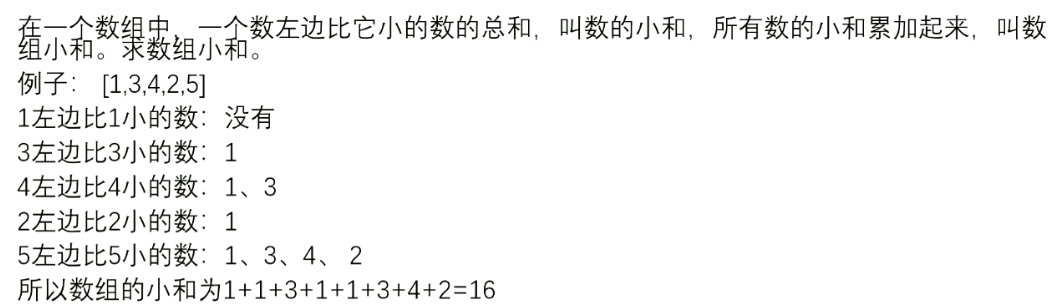 在一个数组中，一个数左边比它小的数的总和，叫数的小和，所有数的小和累加起来，叫数
组小和。求数组小和。
例子： [1,3,4,2,5]
1左边比1小的数：没有
3左边比3小的数：1
4左边比4小的数：1、3
2左边比2小的数：1
5左边比5小的数：1、3、4、 2
所以数组的小和为1+1+3+1+1+3+4+2=16